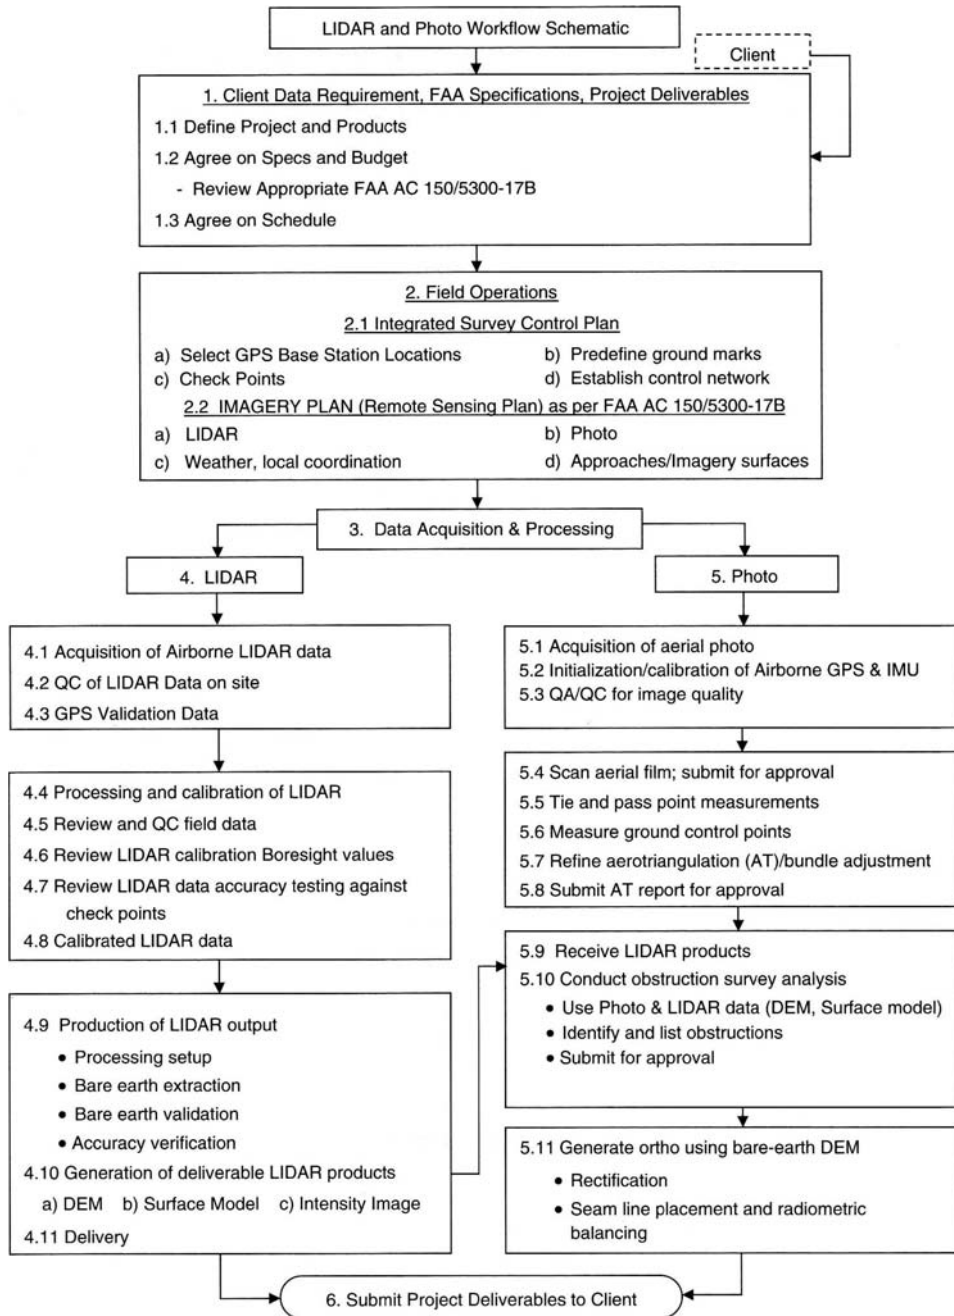 LIDAR and Photo Workflow Schematic
Client
1. Client Data Requirement, FAA Specifications, Project Deliverables
1.1 Define Project and Products
1.2 Agree on Specs and Budget
- Review Appropriate FAA AC 150/5300-17B
1.3 Agree on Schedule
2. Field Operations
2.1 Integrated Survey Control Plan
a) Select GPS Base Station Locations
b) Predefine ground marks
c) Check Points
d) Establish control network
2.2 IMAGERY PLAN (Remote Sensing Plan) as per FAA AC 150/5300-17B
a) LIDAR
b) Photo
c) Weather, local coordination
d) Approaches/Imagery surfaces
3. Data Acquisition & Processing
4. LIDAR
4.1 Acquisition of Airborne LIDAR data
4.2 QC of LIDAR Data on site
4.3 GPS Validation Data
4.4 Processing and calibration of LIDAR
4.5 Review and QC field data
4.6 Review LIDAR calibration Boresight values
4.7 Review LIDAR data accuracy testing against
check points
4.8 Calibrated LIDAR data
4.9 Production of LIDAR output
• Processing setup
• Bare earth extraction
• Bare earth validation
• Accuracy verification
4.10 Generation of deliverable LIDAR products
a) DEM b) Surface Model c) Intensity Image
4.11 Delivery
5. Photo
5.1 Acquisition of aerial photo
5.2 Initialization/calibration of Airborne GPS & IMU
5.3 QA/QC for image quality
5.4 Scan aerial film; submit for approval
5.5 Tie and pass point measurements
5.6 Measure ground control points
5.7 Refine aerotriangulation (AT)/bundle adjustment
5.8 Submit AT report for approval
5.9 Receive LIDAR products
5.10 Conduct obstruction survey analysis
• Use Photo & LIDAR data (DEM, Surface model)
• Identify and list obstructions
• Submit for approval
5.11 Generate ortho using bare-earth DEM
• Rectification
• Seam line placement and radiometric
balancing
6. Submit Project Deliverables to Client